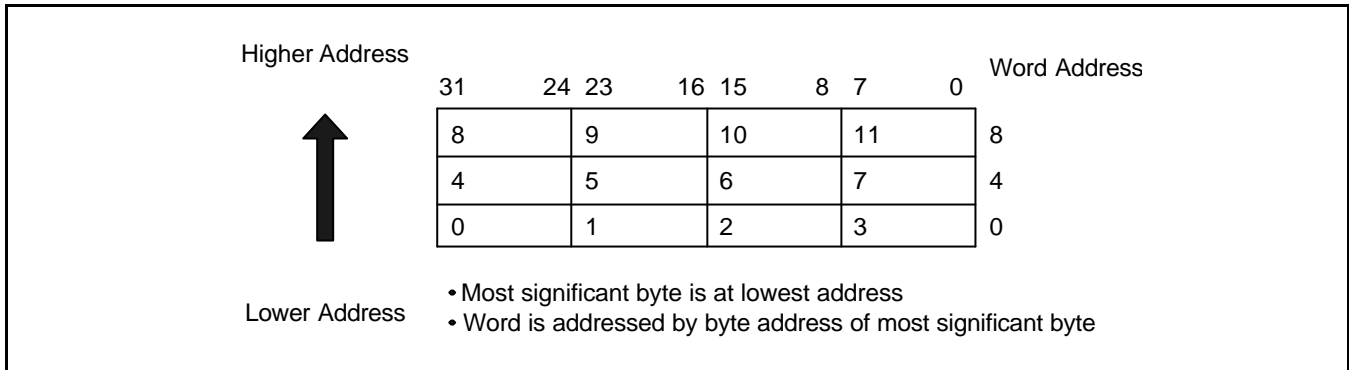 Higher Address
Word Address
31 24 23 16 15 8 7 0
8 9 10 11 8
4 5 6 7 4
0 1 2 3 0
Lower Address
• Most significant byte is at lowest address
• Word is addressed by byte address of most significant byte